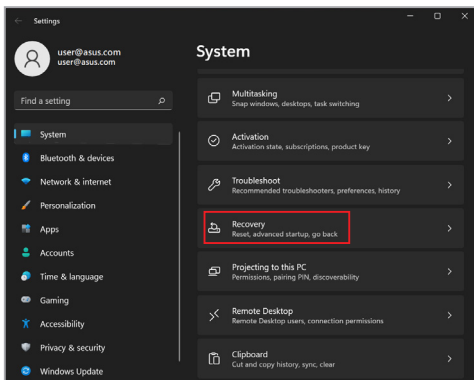 Settings
user@asus.com
user@asus.com
Find a setting
System
Bluetooth & devices
Network & internet
Personalization
Apps
Accounts
Time & language
Gaming
Accessibility
Privacy & security
Windows Update
System
Multitasking
Snap windows, desktops, task switching
Activation
Activation state, subscriptions, product key
Troubleshoot
Recommended troubleshooters, preferences, history
Recovery
Reset, advanced startup, go back
Projecting to this PC
Permissions, pairing PIN, discoverability
Remote Desktop
Remote Desktop users, connection permissions
Clipboard
Cut and copy history, sync, clear